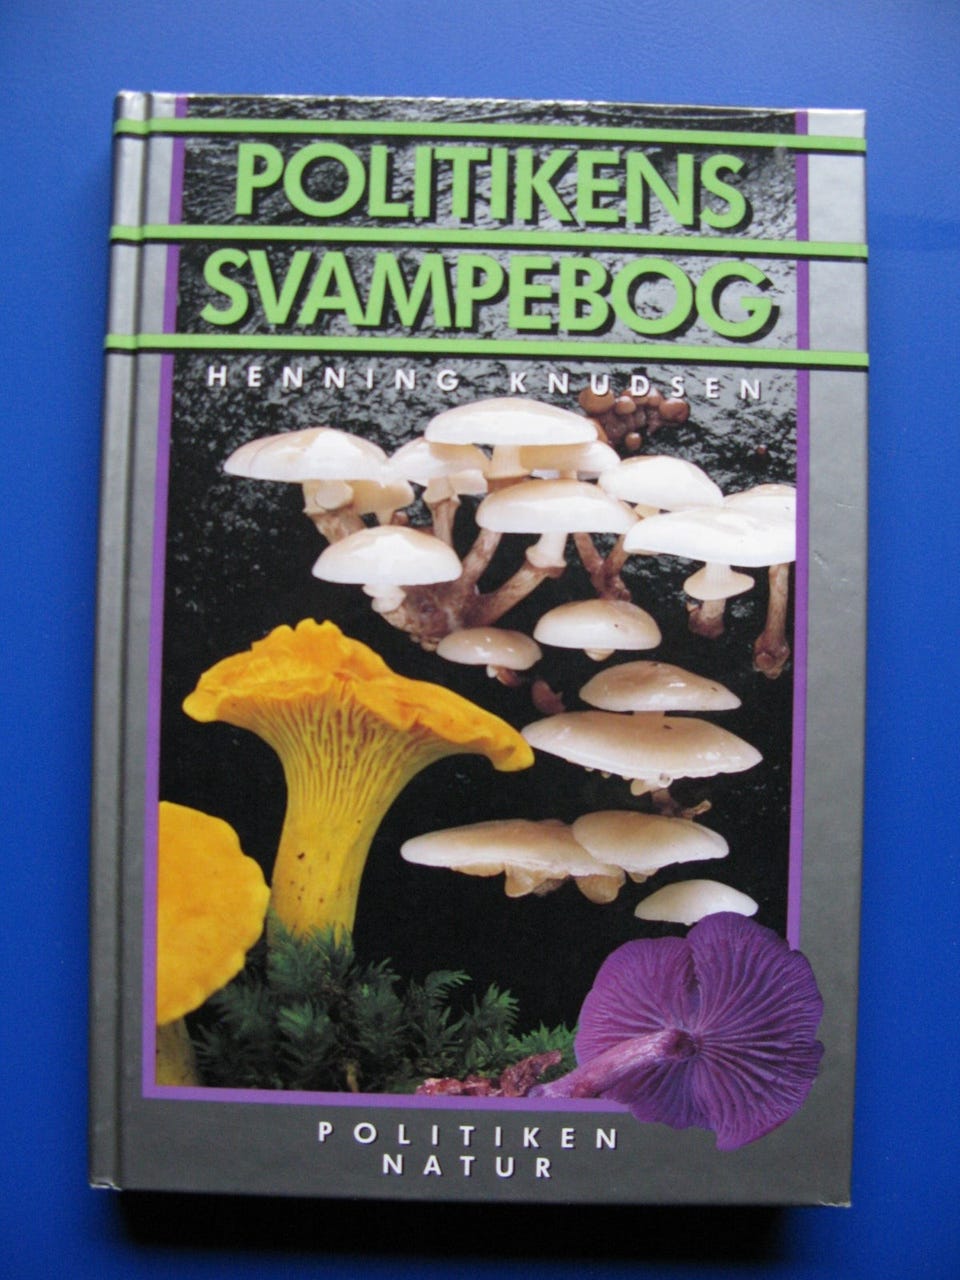 POLITIKENS
SVAMPEBOG
HENNING KNUDSEN
POLITIKEN
NATUR